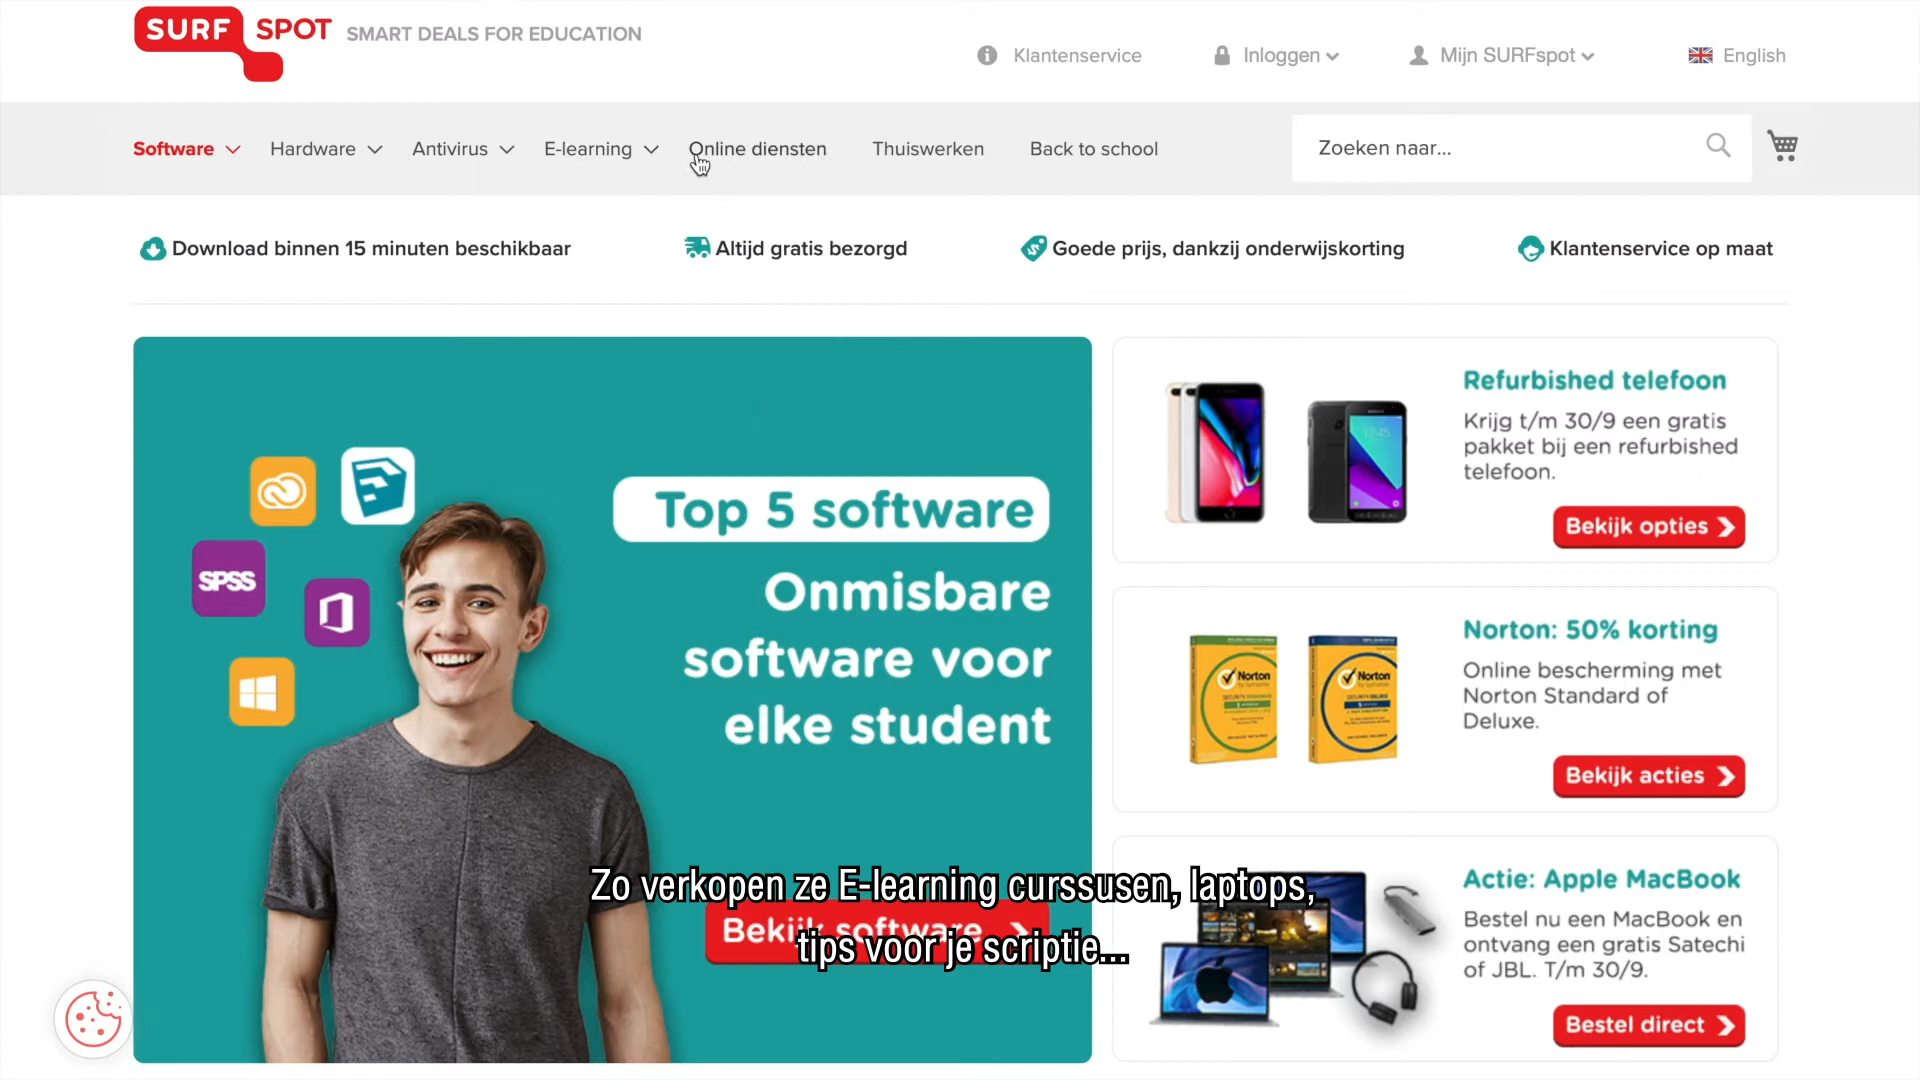 SURF SPOT SMART DEALS FOR EDUCATION
Klantenservice
Inloggen
Mijn SURFspot
English
Software
Hardware
Antivirus
E-learning
Online diensten
Thuiswerken
Back to school
Zoeken naar...
Download binnen 15 minuten beschikbaar
Altijd gratis bezorgd
Goede prijs, dankzij onderwijskorting
Klantenservice op maat
SPSS
Top 5 software
Onmisbare
software voor
elke student
Bekijk software
Refurbished telefoon
Krijg t/m 30/9 een gratis
pakket bij een refurbished
telefoon.
Bekijk opties
12:45
Norton
Norton
Norton: 50% korting
Online bescherming met
Norton Standard of
Deluxe.
Bekijk acties
Actie: Apple MacBook
Bestel nu een MacBook en
ontvang een gratis Satechi
of JBL. T/m 30/9.
Bestel direct
Zo verkopen ze E-learning curssusen, laptops,
tips voor je scriptie...